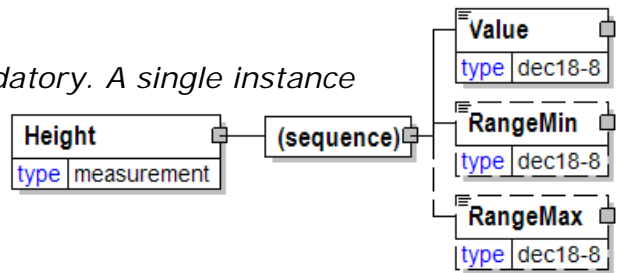 Value
type dec18-8
datory. A single instance
RangeMin
type dec18-8
Height
type measurement
(sequence)
RangeMax
type dec18-8